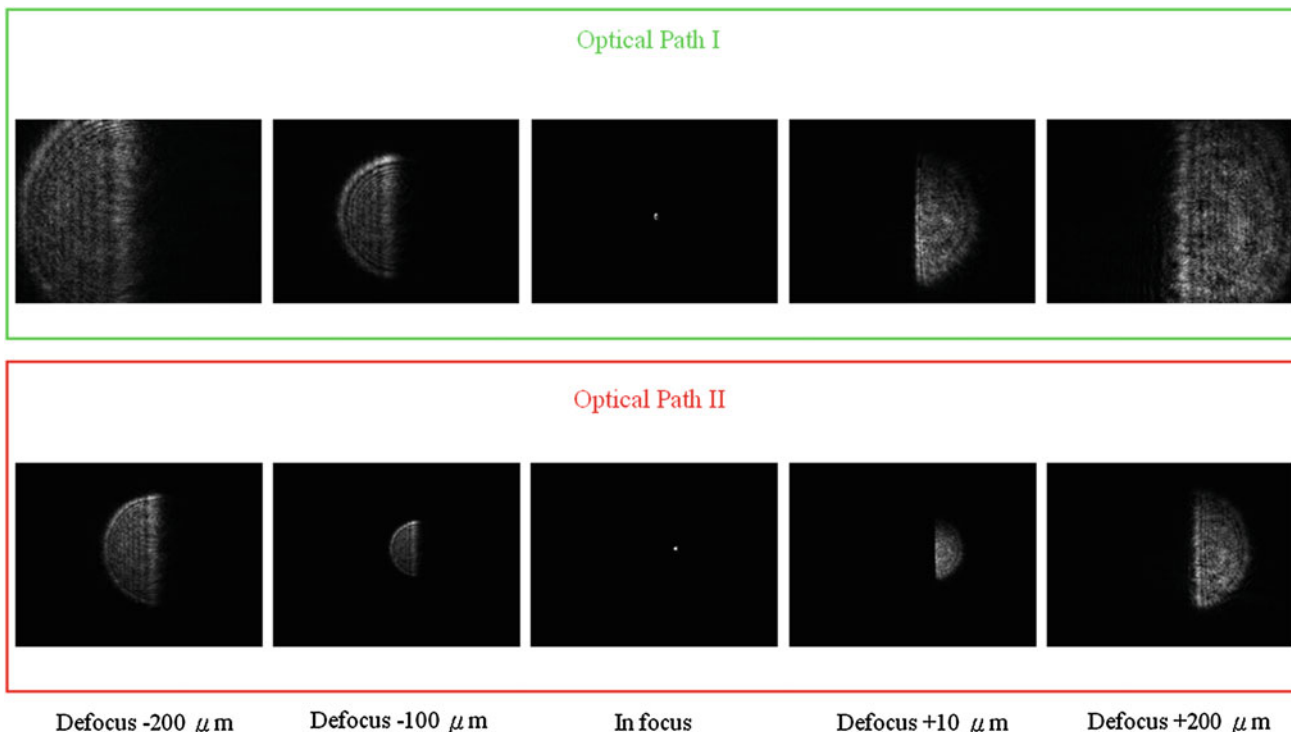 Optical Path I
Optical Path II
Defocus -200 μm
Defocus -100 μm
In focus
Defocus +10 μm
Defocus +200 μm